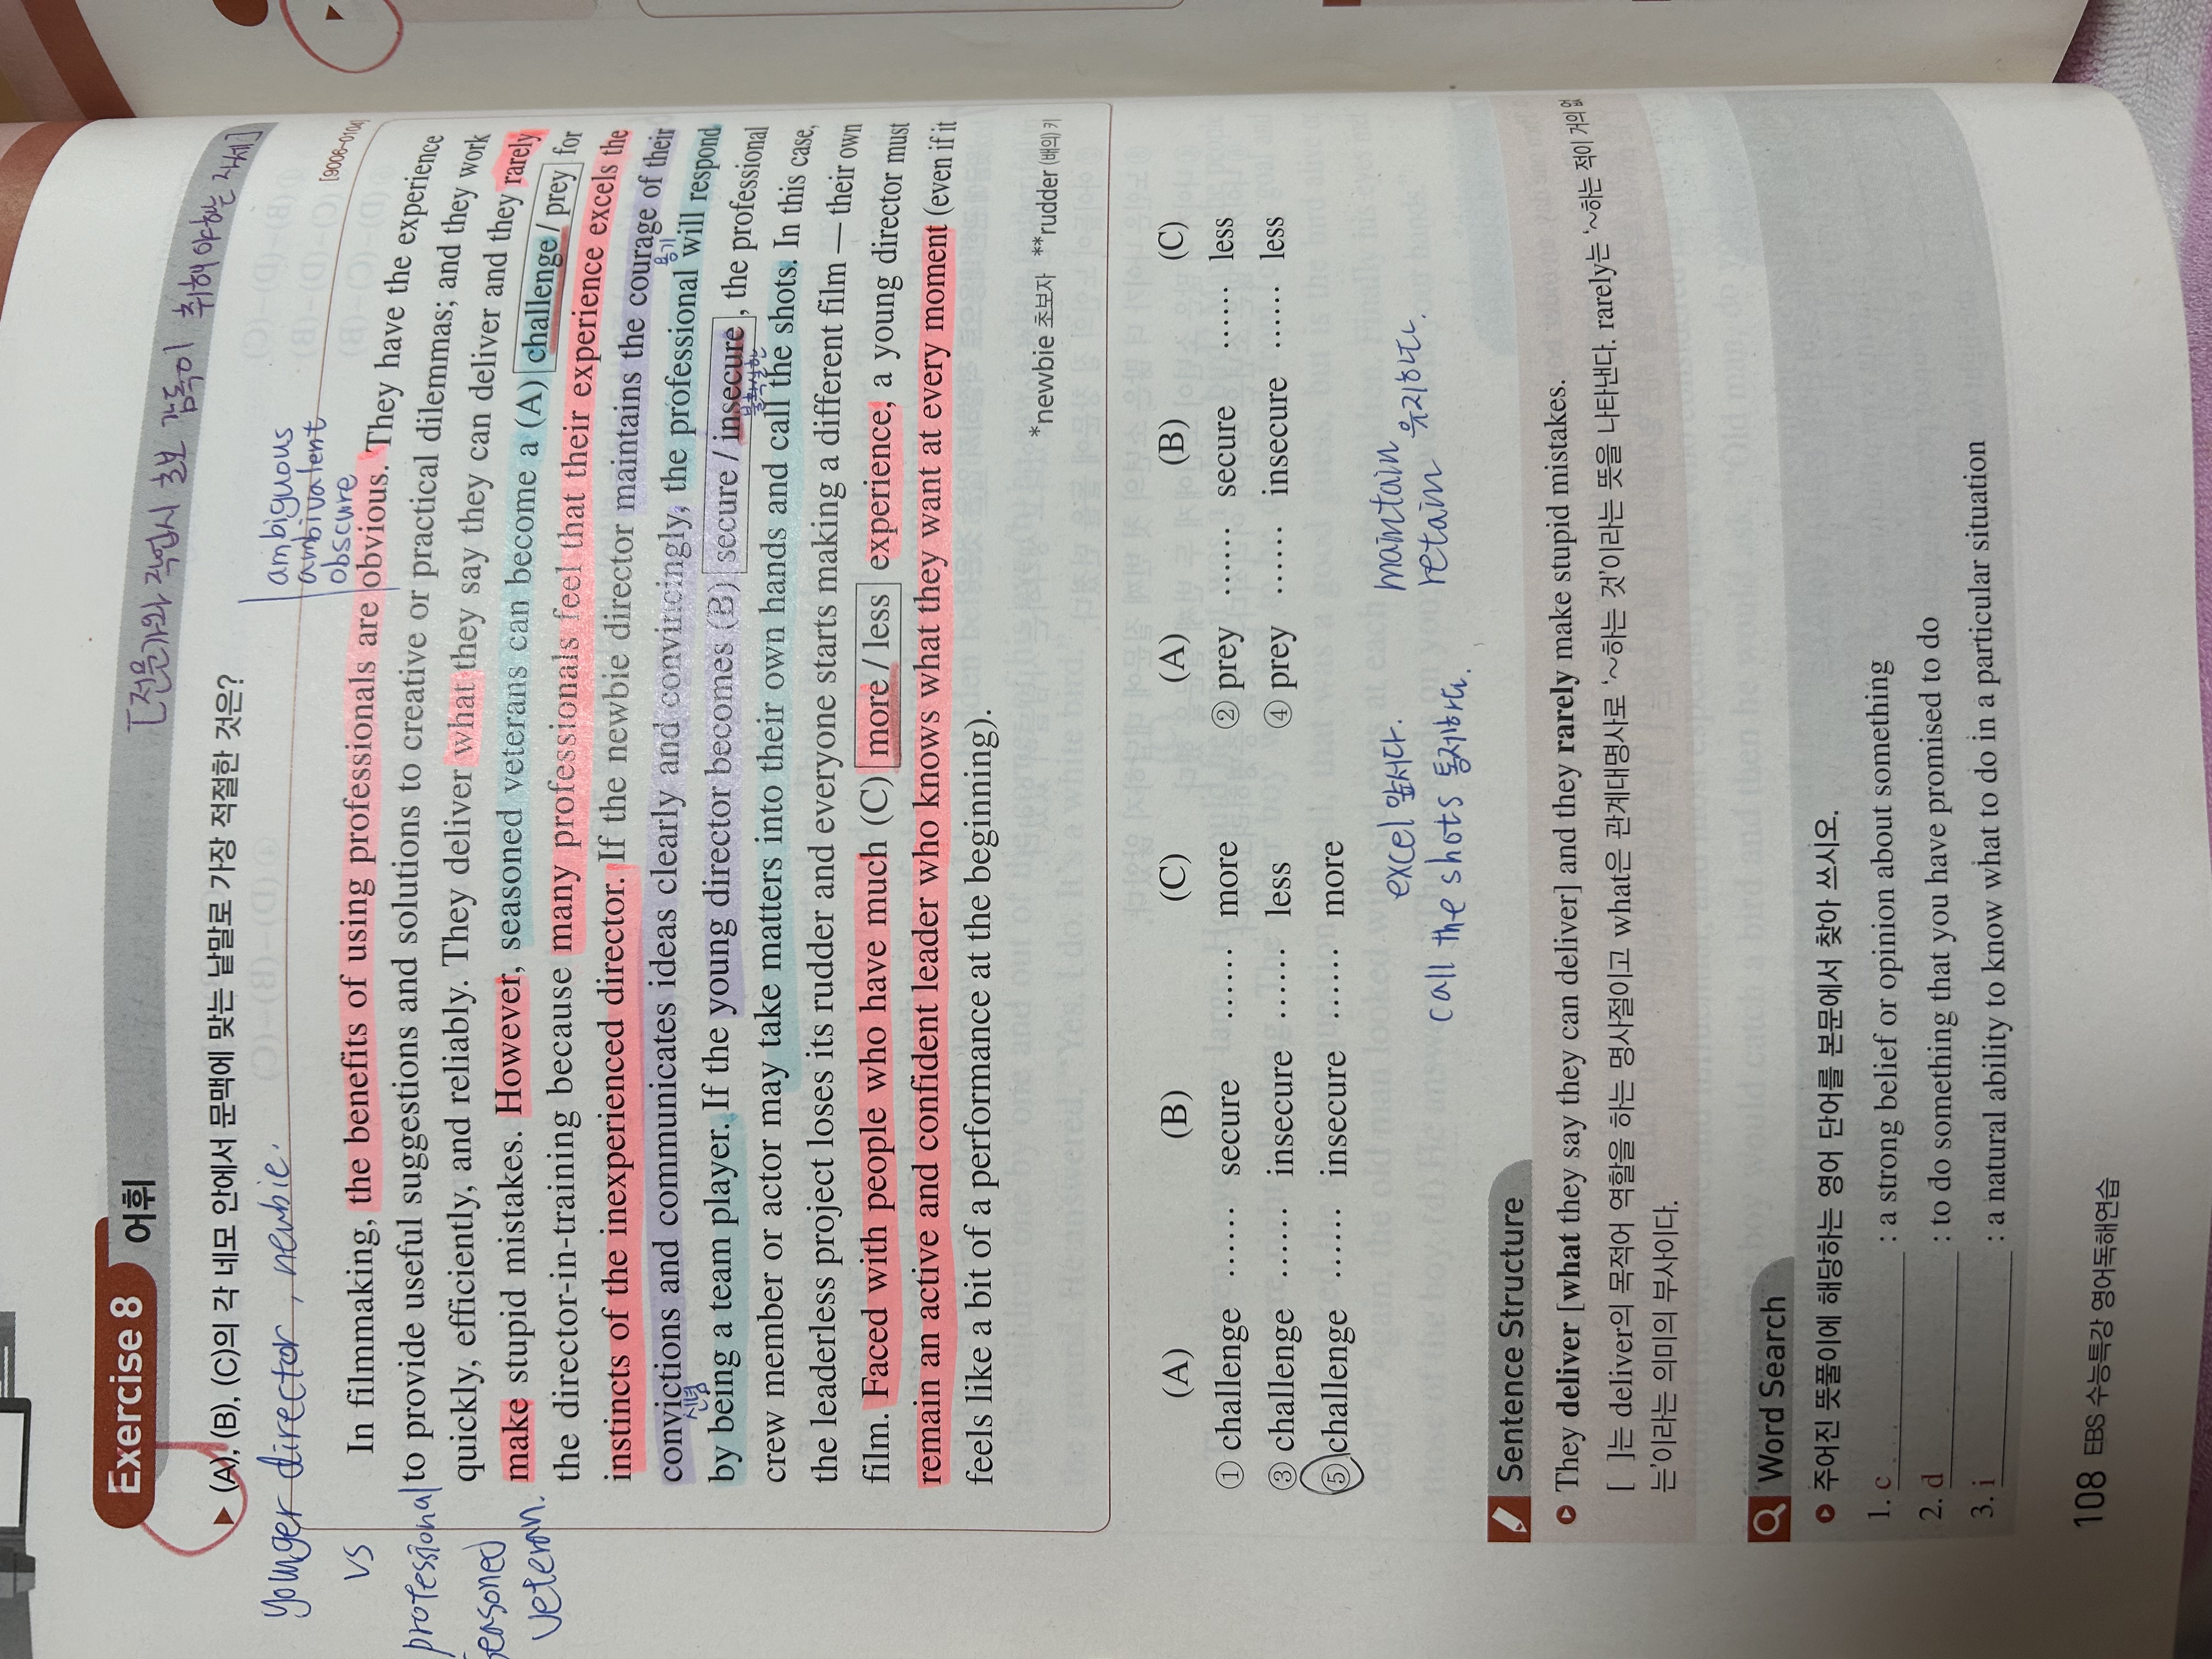 Exercise 8 어휘
[전문가와 작업시 초보 감독이 취해야하는 자세]
▶ (A), (B), (C)의 각 네모 안에서 문맥에 맞는 낱말로 가장 적절한 것은?
younger director, newbie.
vs
professional
seasoned
veteran.
ambiguous
ambivalent
obscure
[9006-0104]
In filmmaking, the benefits of using professionals are obvious. They have the experience
to provide useful suggestions and solutions to creative or practical dilemmas; and they work
quickly, efficiently, and reliably. They deliver what they say they can deliver and they rarely
make stupid mistakes. However, seasoned veterans can become a (A) challenge / prey for
the director-in-training because many professionals feel that their experience excels the
instincts of the inexperienced director. If the newbie director maintains the courage of their
용기
convictions and communicates ideas clearly and convincingly, the professional will respond
신념
by being a team player. If the young director becomes (B) secure / insecure, the professional
불확실한
crew member or actor may take matters into their own hands and call the shots. In this case,
the leaderless project loses its rudder and everyone starts making a different film — their own
film. Faced with people who have much (C) more / less experience, a young director must
remain an active and confident leader who knows what they want at every moment (even if it
feels like a bit of a performance at the beginning).
*newbie 초보자 **rudder (배의) 키
(A) (B) (C) (A) (B) (C)
① challenge …… secure …… more ② prey …… secure …… less
③ challenge …… insecure …… less ④ prey …… insecure …… less
⑤ challenge …… insecure …… more
excel 앞서다.
call the shots 통제하다.
maintain
retain 유지하다.
Sentence Structure
They deliver [what they say they can deliver] and they rarely make stupid mistakes.
[ ]는 deliver의 목적어 역할을 하는 명사절이고 what은 관계대명사로 '~하는 것'이라는 뜻을 나타낸다. rarely는 '~하는 적이 거의 없
는'이라는 의미의 부사이다.
Word Search
주어진 뜻풀이에 해당하는 영어 단어를 본문에서 찾아 쓰시오.
1. c : a strong belief or opinion about something
2. d : to do something that you have promised to do
3. i : a natural ability to know what to do in a particular situation
108 EBS 수능특강 영어독해연습